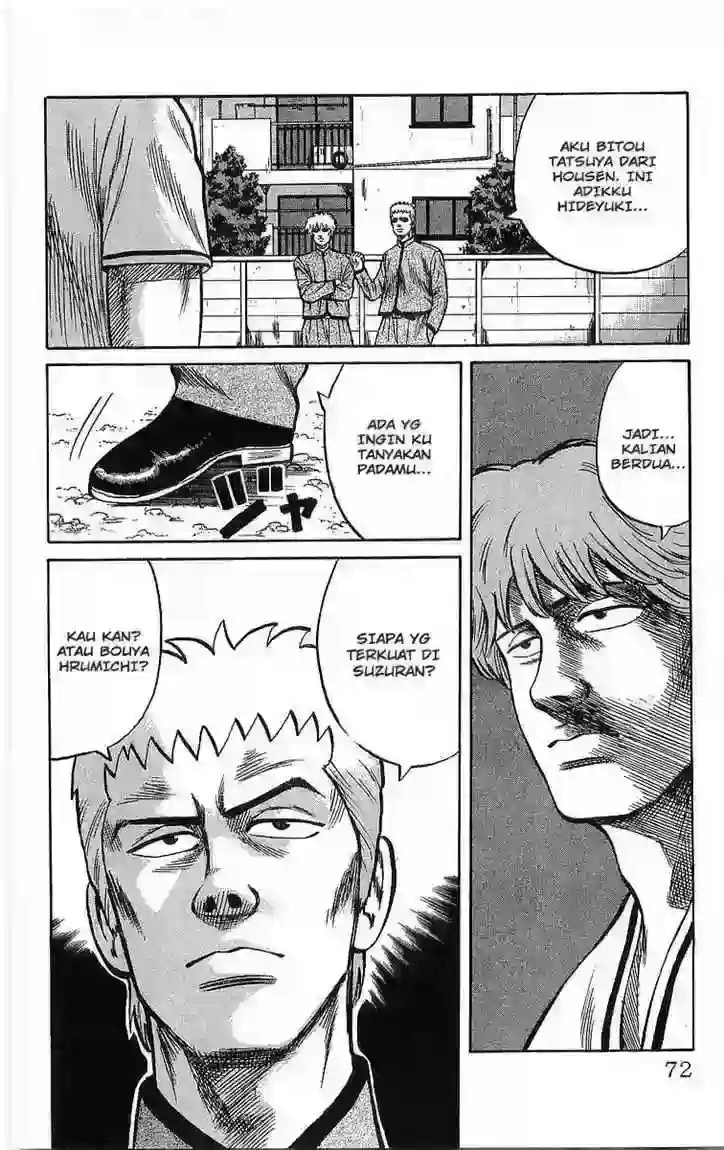 AKU BITOU
TATSUYA DARI
HOUSEN. INI
ADIKKU
HIDEYUKI...
JADI...
KALIAN
BERDUA...
ADA YG
INGIN KU
TANYAKAN
PADAMU...
SIAPA YG
TERKUAT DI
SUZURAN?
KAU KAN?
ATAU BOUYA
HRUMICHI?
72